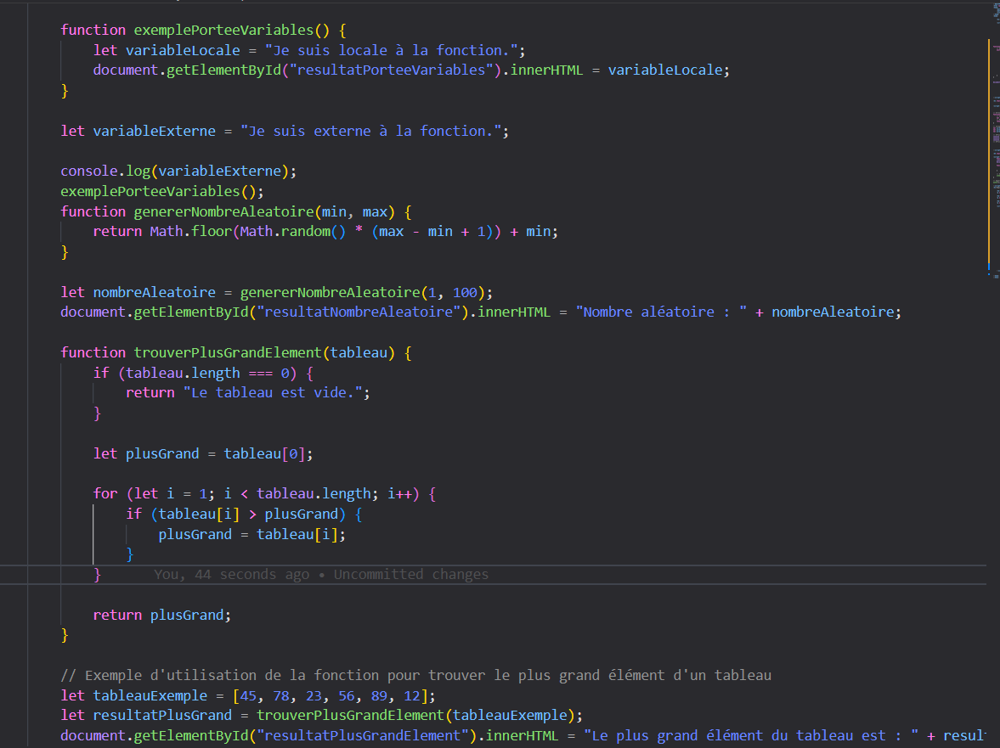 function exemplePorteeVariables() {
let variableLocale = "Je suis locale à la fonction.";
document.getElementById("resultatPorteeVariables").innerHTML = variableLocale;
}
let variableExterne = "Je suis externe à la fonction.";
console.log(variableExterne);
exemplePorteeVariables();
function genererNombreAleatoire(min, max) {
return Math.floor(Math.random() * (max - min + 1)) + min;
}
let nombreAleatoire = genererNombreAleatoire(1, 100);
document.getElementById("resultatNombreAleatoire").innerHTML = "Nombre aléatoire : " + nombreAleatoire;
function trouverPlusGrandElement(tableau) {
if (tableau.length === 0) {
return "Le tableau est vide.";
}
let plusGrand = tableau[0];
for (let i = 1; i < tableau.length; i++) {
if (tableau[i] > plusGrand) {
plusGrand = tableau[i];
}
} You, 44 seconds ago • Uncommitted changes
return plusGrand;
}
// Exemple d'utilisation de la fonction pour trouver le plus grand élément d'un tableau
let tableauExemple = [45, 78, 23, 56, 89, 12];
let resultatPlusGrand = trouverPlusGrandElement(tableauExemple);
document.getElementById("resultatPlusGrandElement").innerHTML = "Le plus grand élément du tableau est : " + resul